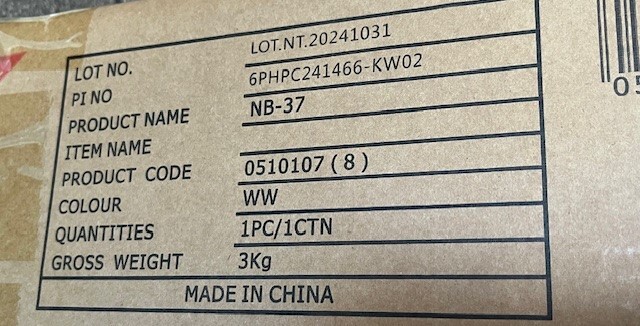 LOT NO. LOT.NT.20241031
PI NO 6PHPC241466-KW02
PRODUCT NAME NB-37
ITEM NAME
PRODUCT CODE 0510107 ( 8 )
COLOUR WW
QUANTITIES 1PC/1CTN
GROSS WEIGHT 3Kg
MADE IN CHINA